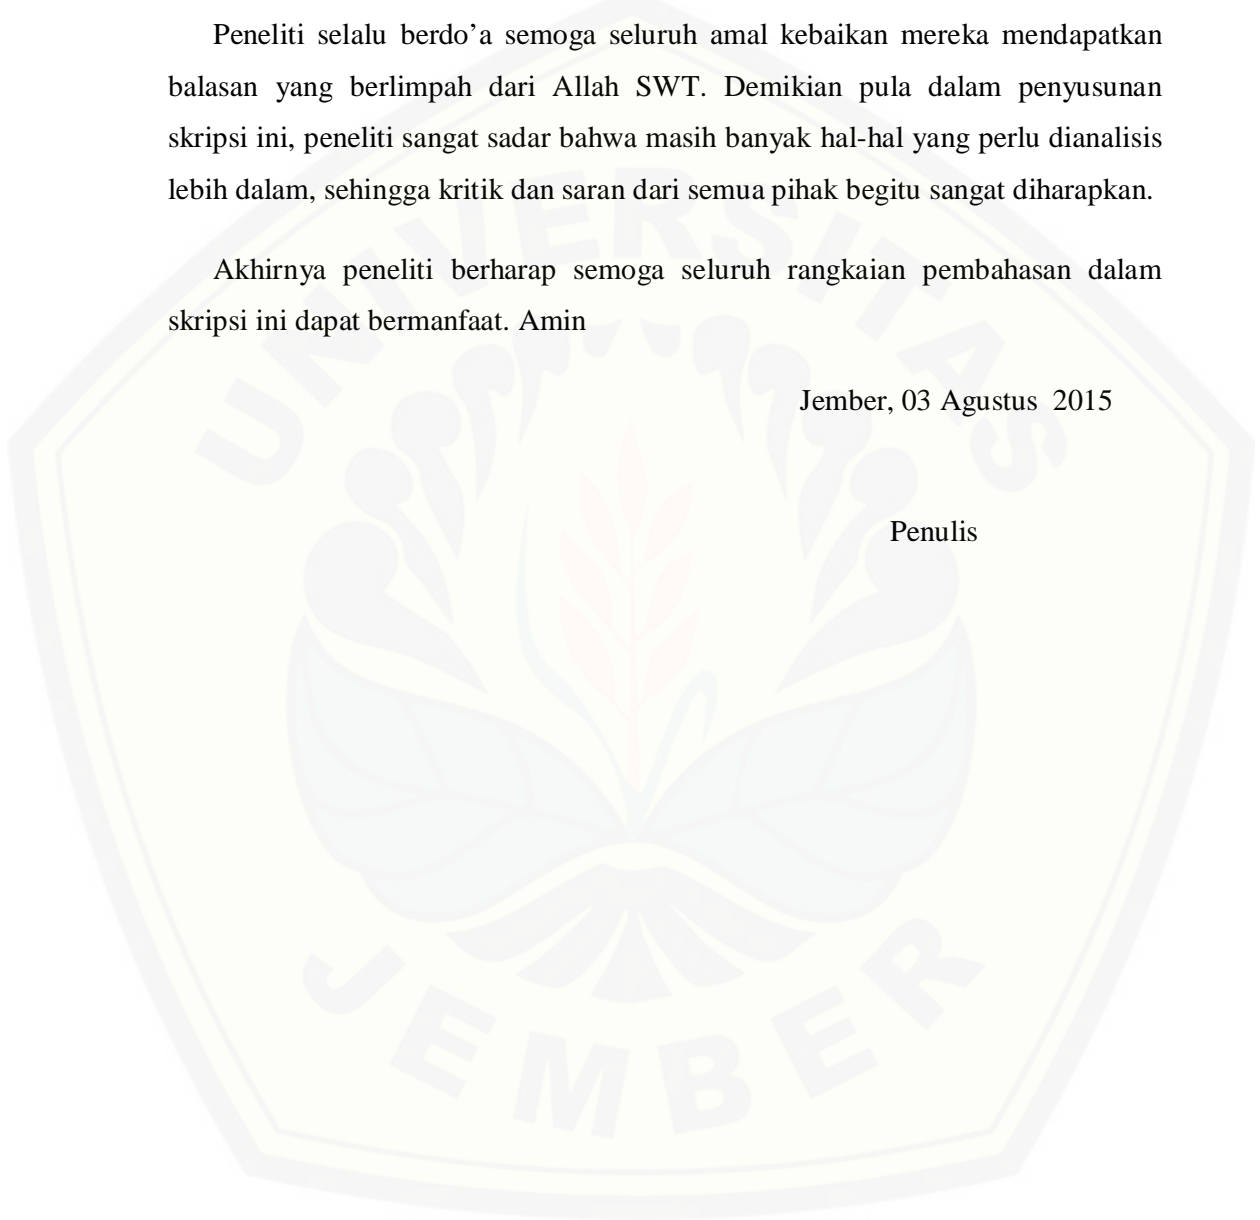 Peneliti selalu berdo’a semoga seluruh amal kebaikan mereka mendapatkan
balasan yang berlimpah dari Allah SWT. Demikian pula dalam penyusunan
skripsi ini, peneliti sangat sadar bahwa masih banyak hal-hal yang perlu dianalisis
lebih dalam, sehingga kritik dan saran dari semua pihak begitu sangat diharapkan.
Akhirnya peneliti berharap semoga seluruh rangkaian pembahasan dalam
skripsi ini dapat bermanfaat. Amin
Jember, 03 Agustus  2015
Penulis
UNIVERSITAS
JEMBER